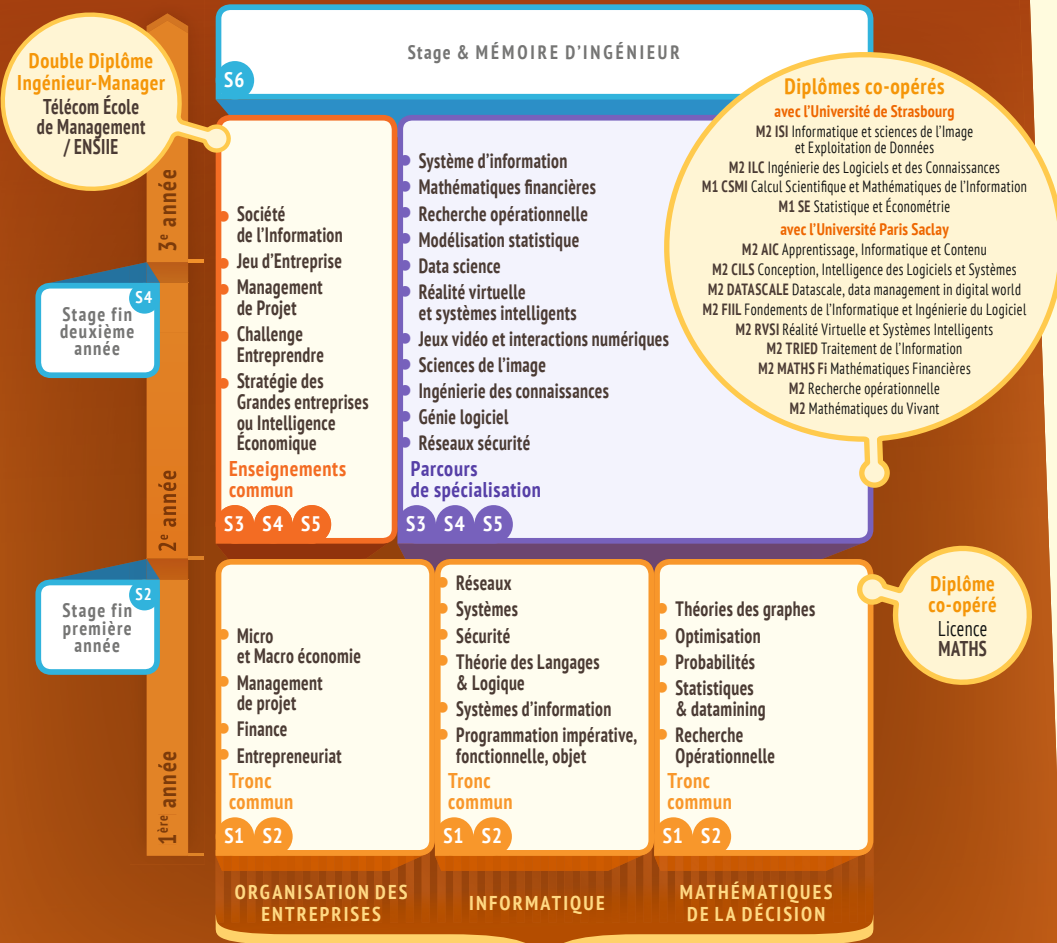 Stage & MÉMOIRE D'INGÉNIEUR
S6
Double Diplôme
Ingénieur-Manager
Télécom École
de Management
/ ENSIIE
Diplômes co-opérés
avec l'Université de Strasbourg
M2 ISI Informatique et sciences de l'Image
et Exploitation de Données
M2 ILC Ingénierie des Logiciels et des Connaissances
M1 CSMI Calcul Scientifique et Mathématiques de l'Information
M1 SE Statistique et Économétrie
avec l'Université Paris Saclay
M2 AIC Apprentissage, Informatique et Contenu
M2 CILS Conception, Intelligence des Logiciels et Systèmes
M2 DATASCALE Datascale, data management in digital world
M2 FIIL Fondements de l'Informatique et Ingénierie du Logiciel
M2 RVSI Réalité Virtuelle et Systèmes Intelligents
M2 TRIED Traitement de l'Information
M2 MATHS Fi Mathématiques Financières
M2 Recherche opérationnelle
M2 Mathématiques du Vivant
3e année
Société
de l'Information
Jeu d'Entreprise
Management
de Projet
Challenge
Entreprendre
Stratégie des
Grandes entreprises
ou Intelligence
Économique
Enseignements
commun
S3 S4 S5
Système d'information
Mathématiques financières
Recherche opérationnelle
Modélisation statistique
Data science
Réalité virtuelle
et systèmes intelligents
Jeux vidéo et interactions numériques
Sciences de l'image
Ingénierie des connaissances
Génie logiciel
Réseaux sécurité
Parcours
de spécialisation
S3 S4 S5
S4
Stage fin
deuxième
année
2e année
S2
Stage fin
première
année
1ère année
Micro
et Macro économie
Management
de projet
Finance
Entrepreneuriat
Tronc
commun
S1 S2
Réseaux
Systèmes
Sécurité
Théorie des Langages
& Logique
Systèmes d'information
Programmation impérative,
fonctionnelle, objet
Tronc
commun
S1 S2
Théories des graphes
Optimisation
Probabilités
Statistiques
& datamining
Recherche
Opérationnelle
Tronc
commun
S1 S2
Diplôme
co-opéré
Licence
MATHS
ORGANISATION DES
ENTREPRISES
INFORMATIQUE
MATHÉMATIQUES
DE LA DÉCISION